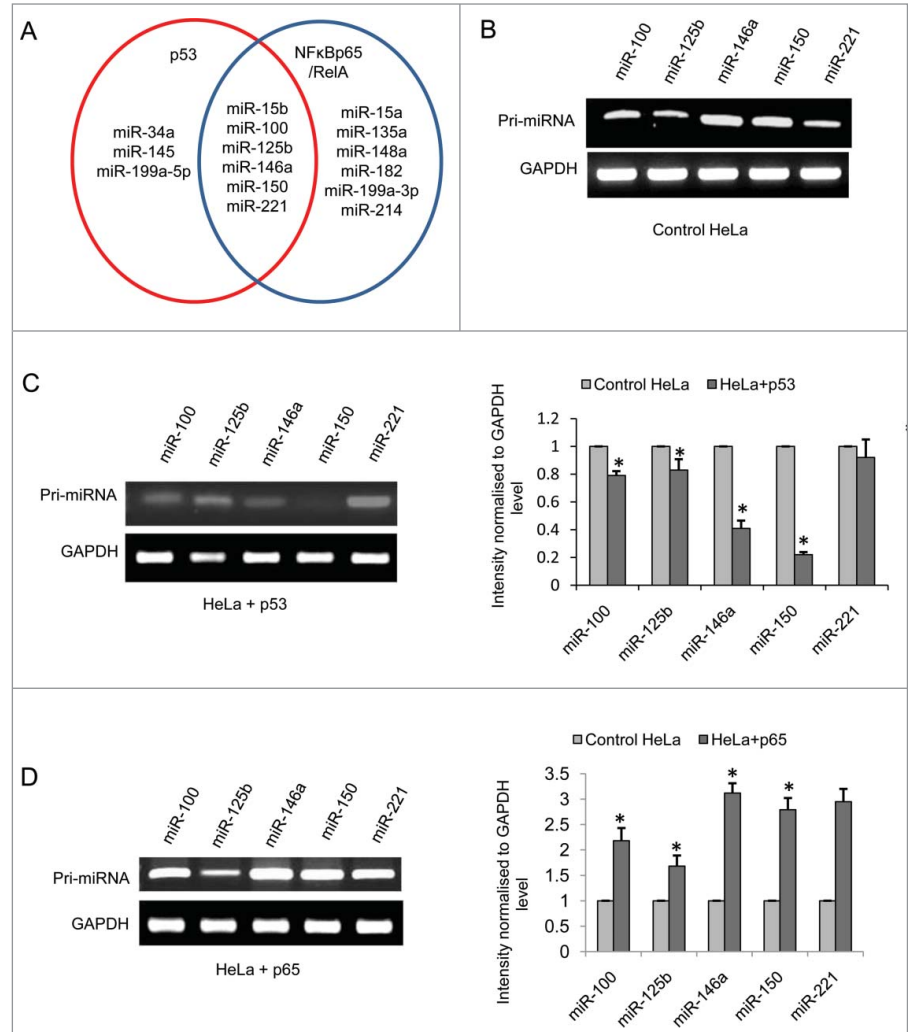 A
p53
NFκBp65
/RelA
miR-34a
miR-145
miR-199a-5p
miR-15b
miR-100
miR-125b
miR-146a
miR-150
miR-221
miR-15a
miR-135a
miR-148a
miR-182
miR-199a-3p
miR-214
B
miR-100
miR-125b
miR-146a
miR-150
miR-221
Pri-miRNA
GAPDH
Control HeLa
C
miR-100
miR-125b
miR-146a
miR-150
miR-221
Pri-miRNA
GAPDH
HeLa + p53
Control HeLa
HeLa+p53
Intensity normalised to GAPDH
level
1.2
1
0.8
0.6
0.4
0.2
0
*
*
*
*
miR-100
miR-125b
miR-146a
miR-150
miR-221
D
miR-100
miR-125b
miR-146a
miR-150
miR-221
Pri-miRNA
GAPDH
HeLa + p65
Control HeLa
HeLa+p65
Intensity normalised to GAPDH
level
3.5
3
2.5
2
1.5
1
0.5
0
*
*
*
*
miR-100
miR-125b
miR-146a
miR-150
miR-221